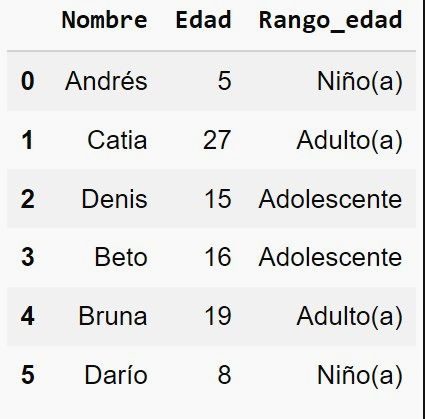 Nombre Edad Rango_edad
0 Andrés 5 Niño(a)
1 Catia 27 Adulto(a)
2 Denis 15 Adolescente
3 Beto 16 Adolescente
4 Bruna 19 Adulto(a)
5 Darío 8 Niño(a)